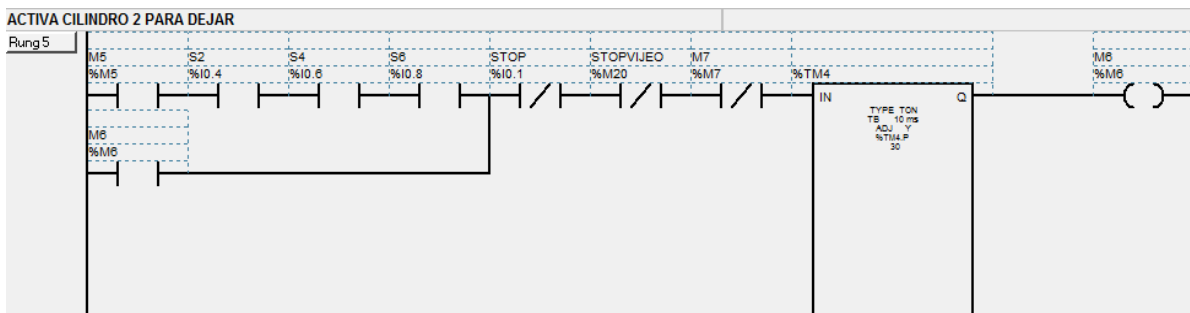 ACTIVA CILINDRO 2 PARA DEJAR
Rung 5
M5 S2 S4 S6 STOP STOPVIJEO M7 M6
%M5 %I0.4 %I0.6 %I0.8 %I0.1 %M20 %M7 %TM4 %M6
IN Q
TYPE TON
TB 10 ms
ADJ Y
%TM4.P
30
M6
%M6